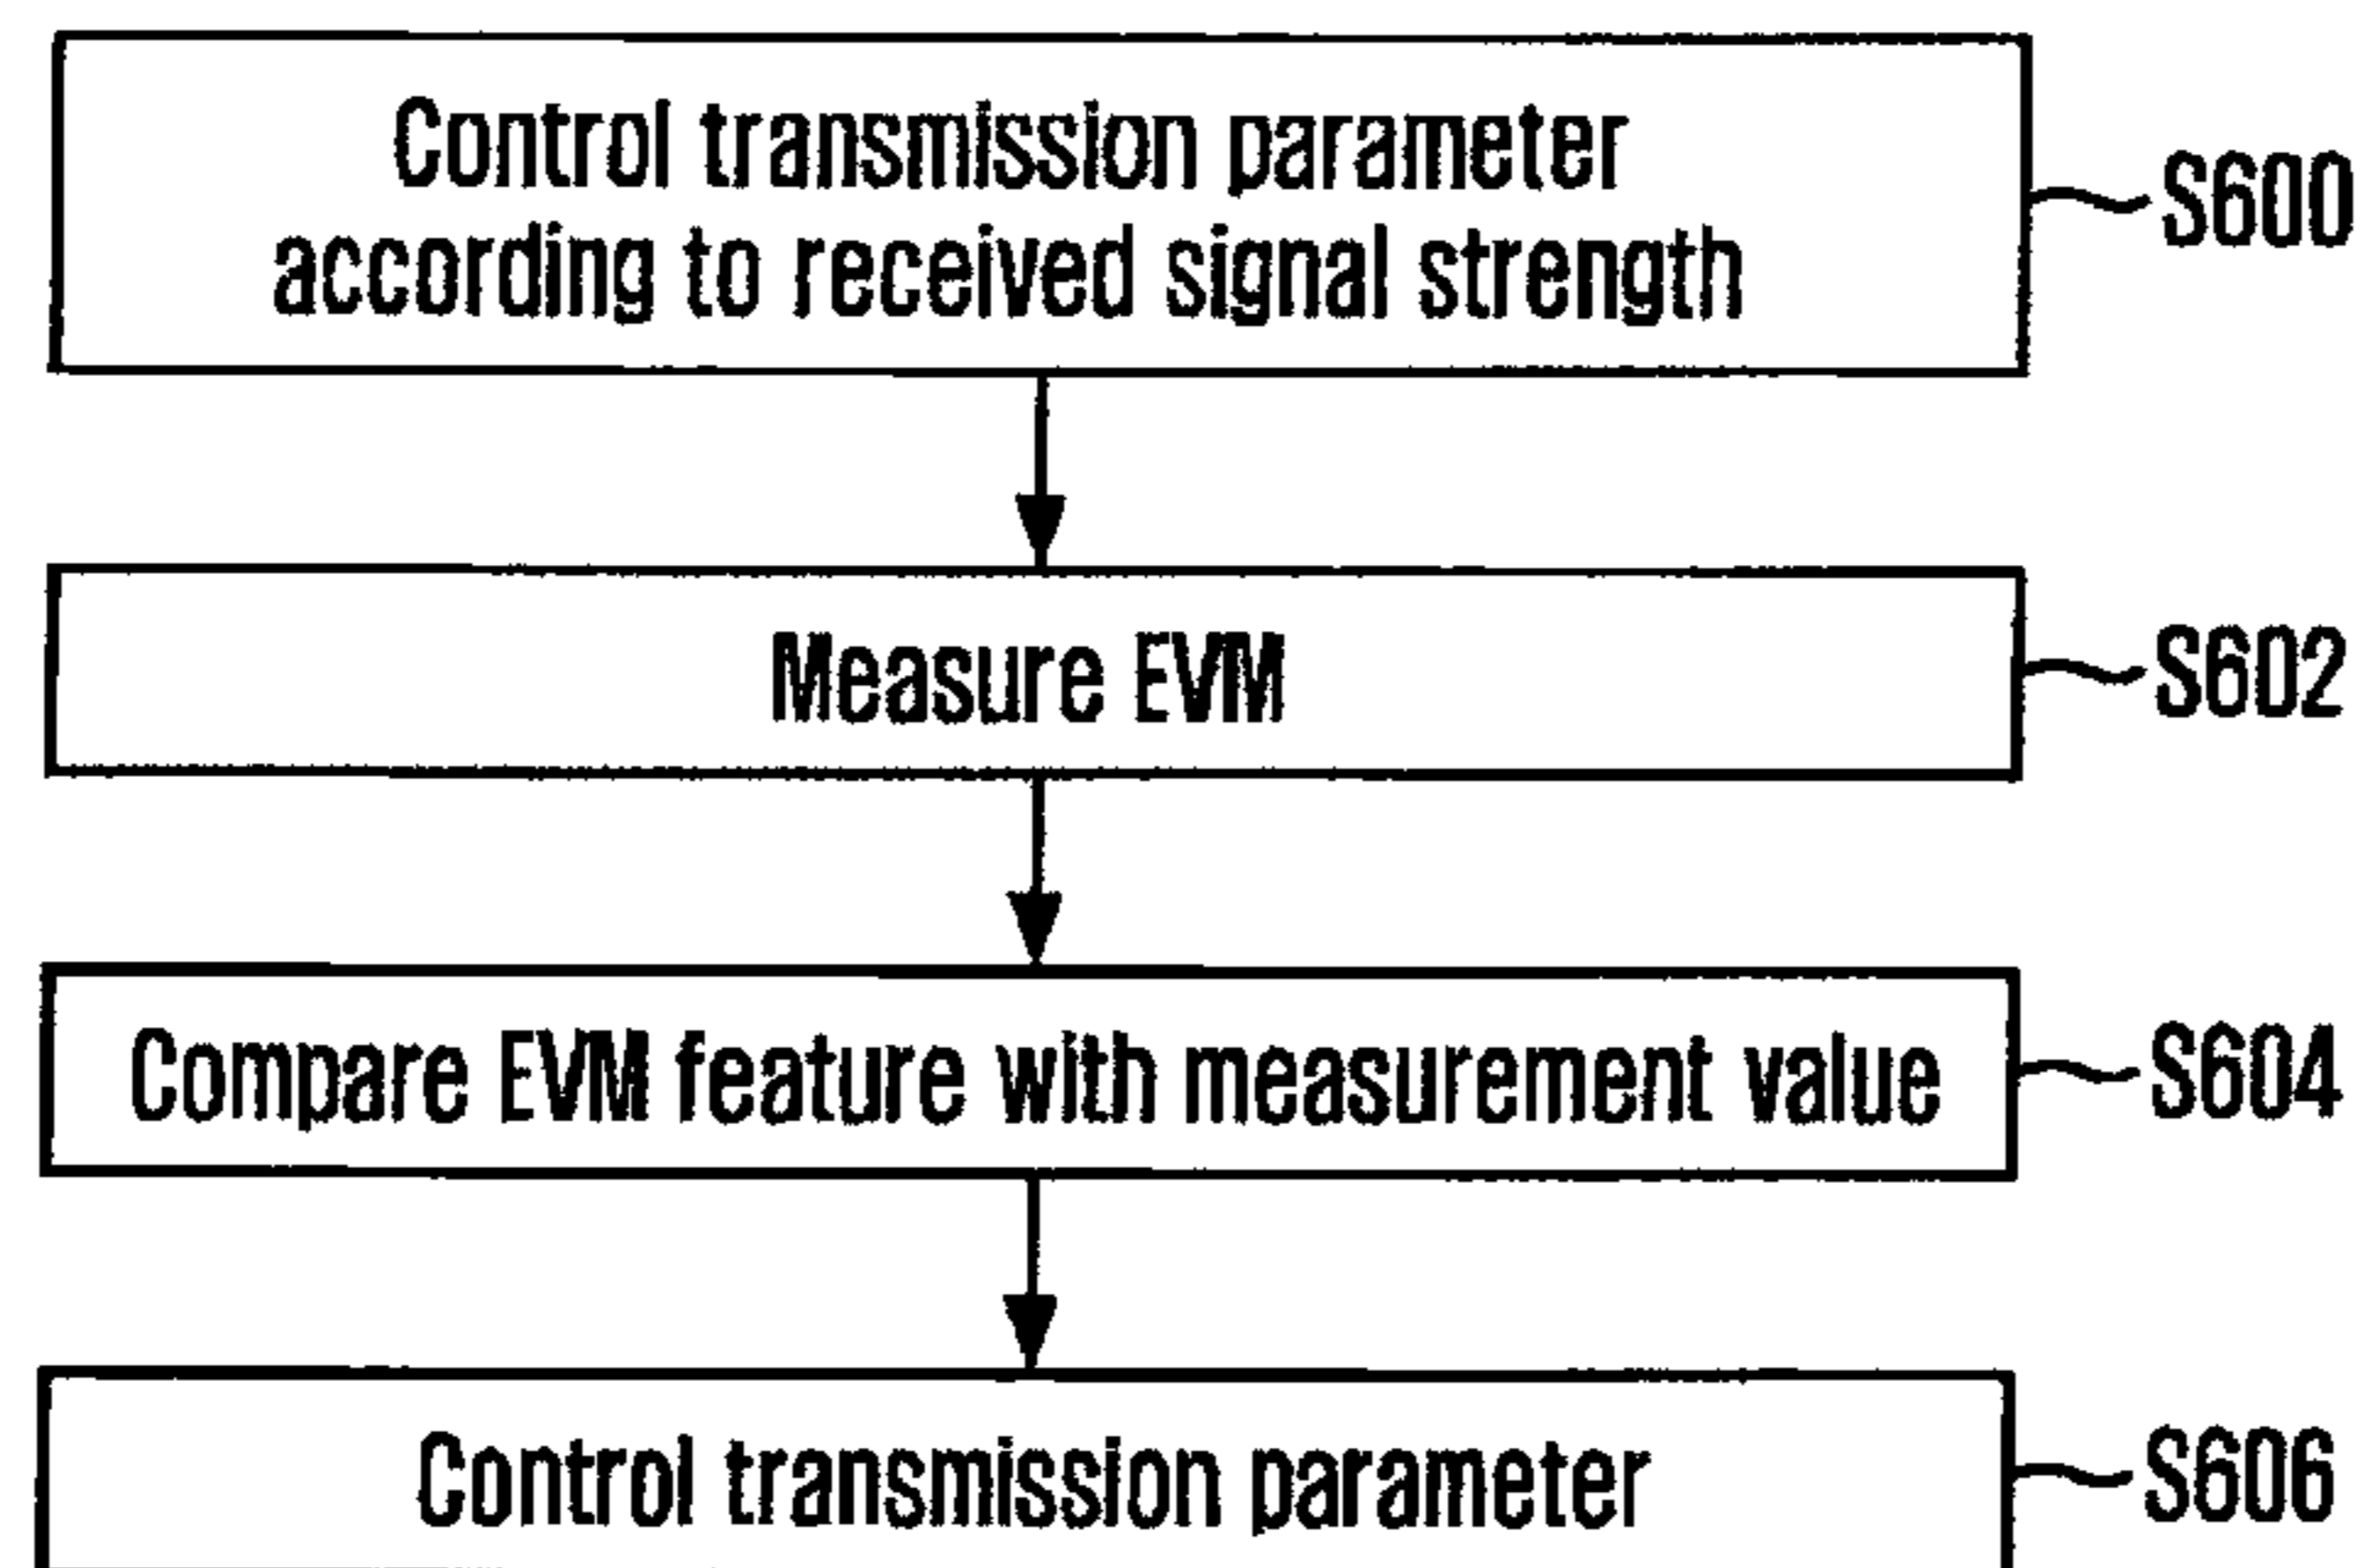 Control transmission parameter
according to received signal strength
S600
Measure EVM
S602
Compare EVM feature with measurement value
S604
Control transmission parameter
S606